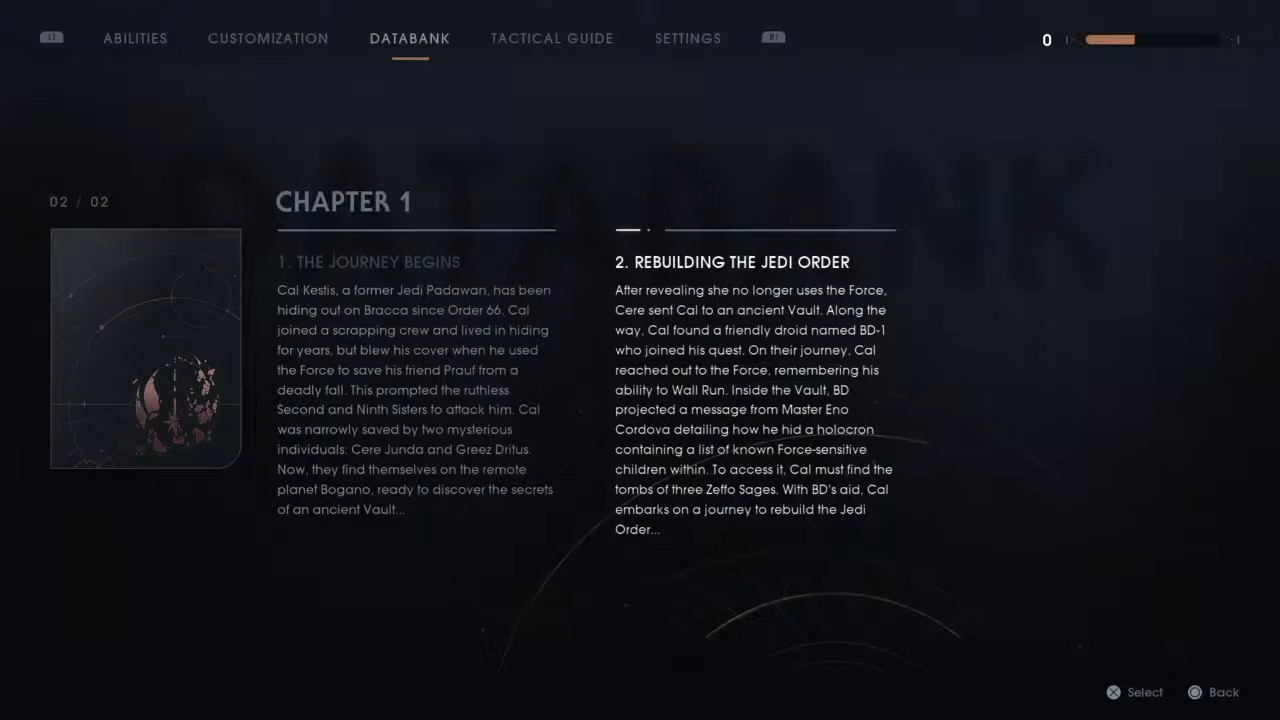 L1
ABILITIES
CUSTOMIZATION
DATABANK
TACTICAL GUIDE
SETTINGS
R1
0
DATABANK
02 / 02
CHAPTER 1
1. THE JOURNEY BEGINS
Cal Kestis, a former Jedi Padawan, has been
hiding out on Bracca since Order 66. Cal
joined a scrapping crew and lived in hiding
for years, but blew his cover when he used
the Force to save his friend Prauf from a
deadly fall. This prompted the ruthless
Second and Ninth Sisters to attack him. Cal
was narrowly saved by two mysterious
individuals: Cere Junda and Greez Dritus.
Now, they find themselves on the remote
planet Bogano, ready to discover the secrets
of an ancient Vault...
2. REBUILDING THE JEDI ORDER
After revealing she no longer uses the Force,
Cere sent Cal to an ancient Vault. Along the
way, Cal found a friendly droid named BD-1
who joined his quest. On their journey, Cal
reached out to the Force, remembering his
ability to Wall Run. Inside the Vault, BD
projected a message from Master Eno
Cordova detailing how he hid a holocron
containing a list of known Force-sensitive
children within. To access it, Cal must find the
tombs of three Zeffo Sages. With BD's aid, Cal
embarks on a journey to rebuild the Jedi
Order...
Select
Back